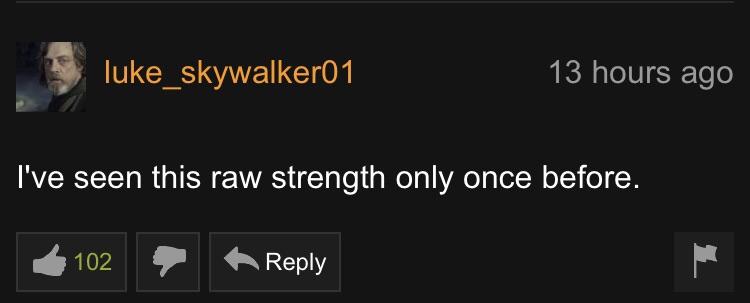 luke_skywalker01 13 hours ago
I've seen this raw strength only once before.
102 Reply